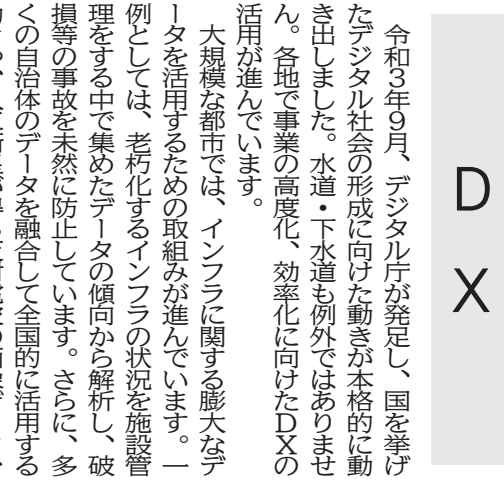 DX
令和3年9月、デジタル庁が発足し、国を挙げ
たデジタル社会の形成に向けた動きが本格的に動
き出しました。水道・下水道も例外ではありませ
ん。各地で事業の高度化、効率化に向けたDXの
活用が進んでいます。
大規模な都市では、インフラに関する膨大なデ
ータを活用するための取組みが進んでいます。一
例としては、老朽化するインフラの状況を施設管
理をする中で集めたデータの傾向から解析し、破
損等の事故を未然に防止しています。さらに、多
くの自治体のデータを融合して全国的に活用する